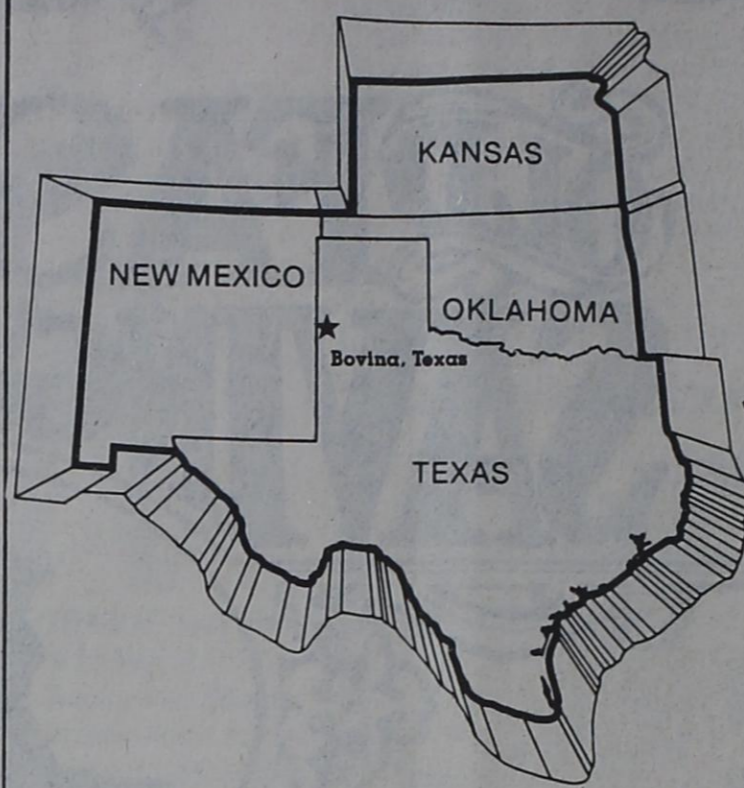 KANSAS
NEW MEXICO
OKLAHOMA
Bovina, Texas
TEXAS